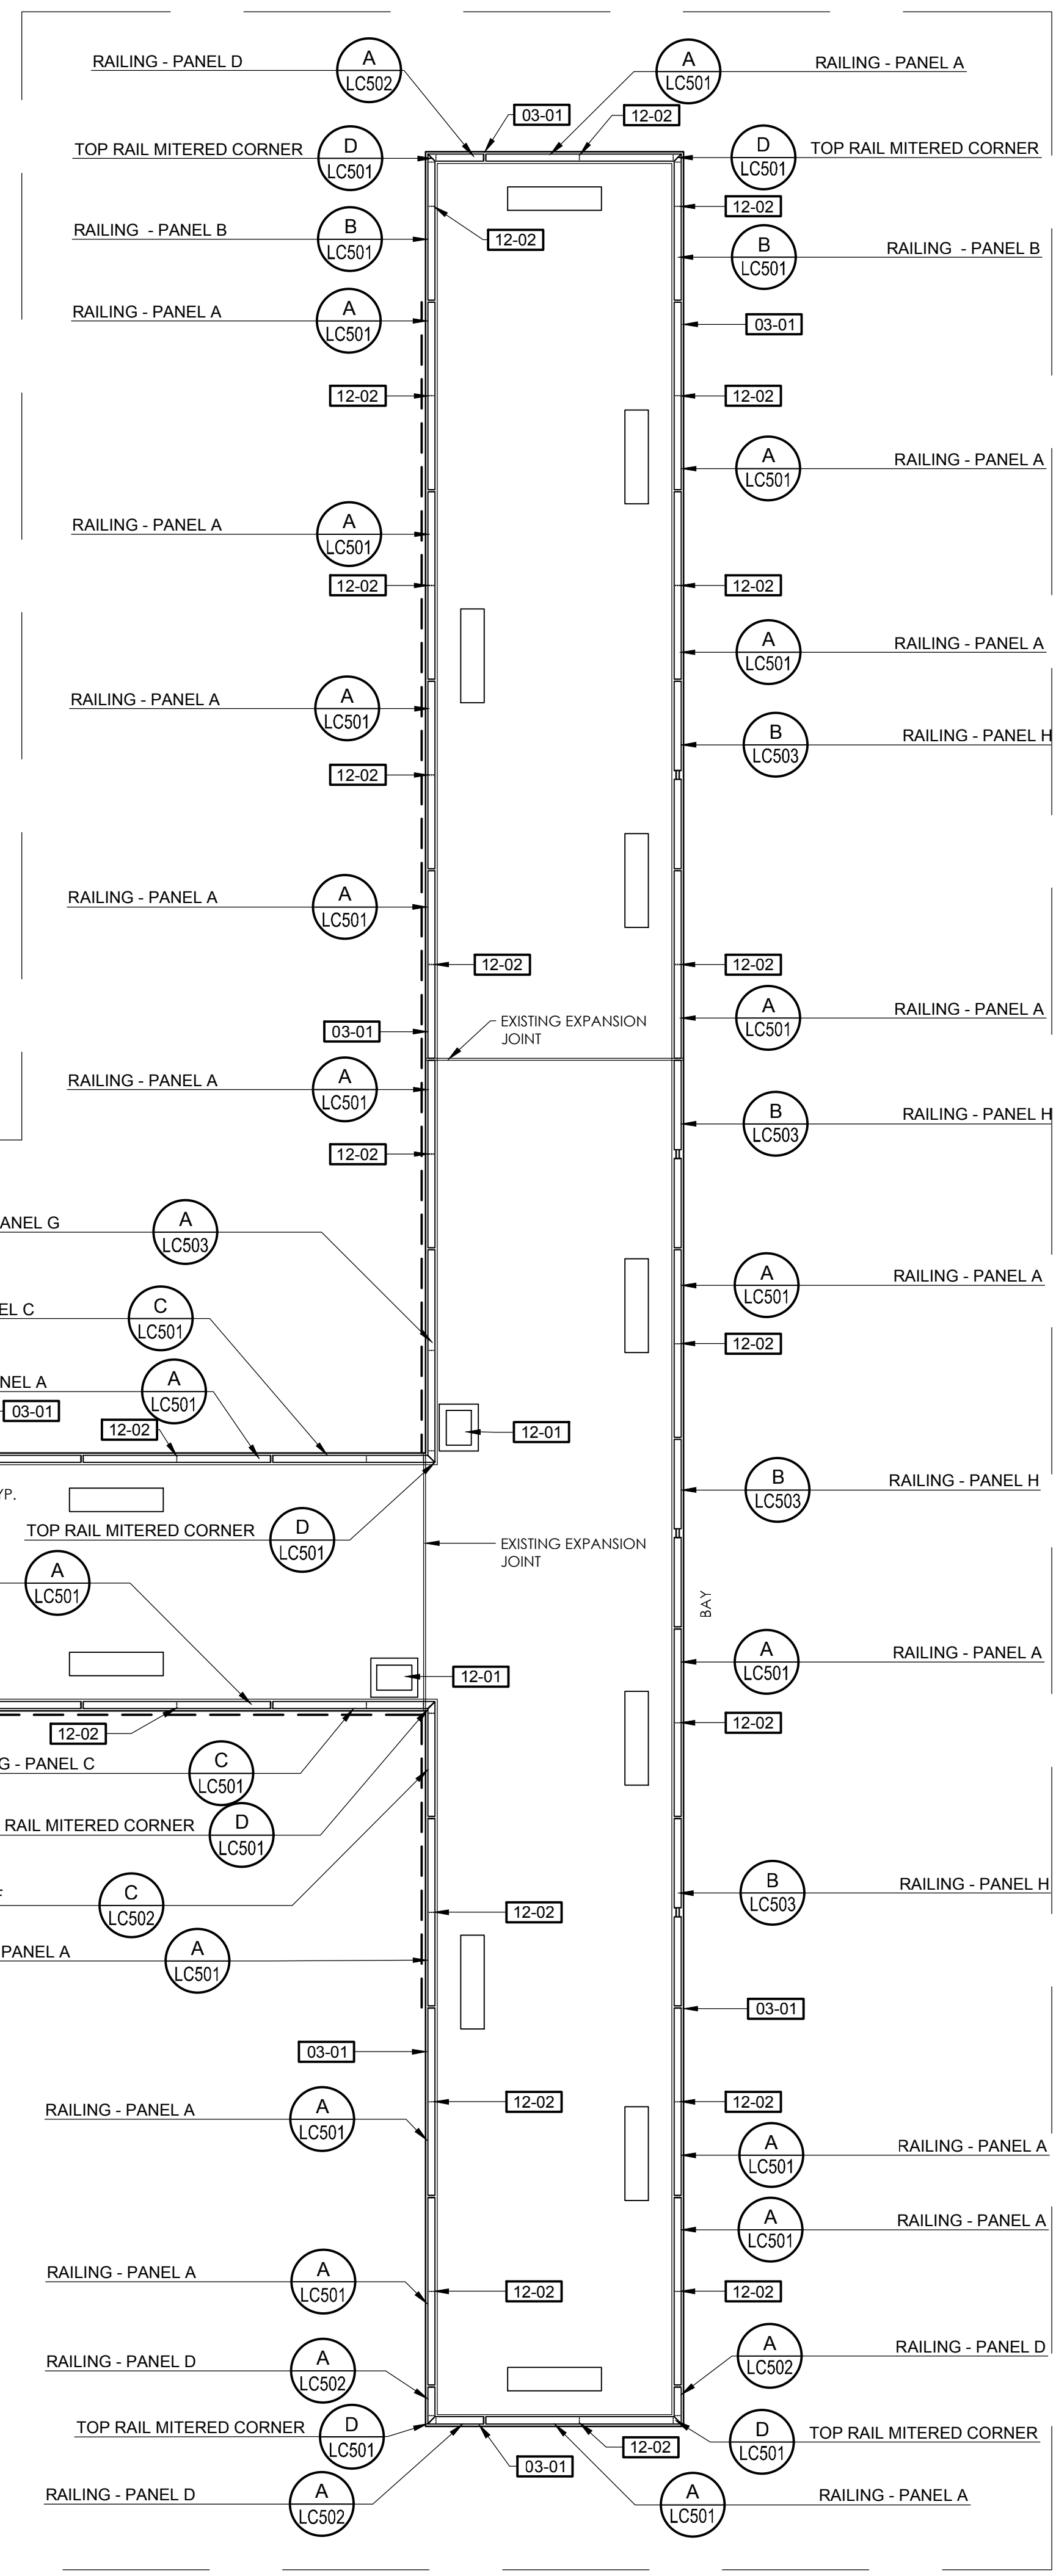 RAILING - PANEL D
A
LC502
A
LC501
RAILING - PANEL A
03-01
12-02
TOP RAIL MITERED CORNER
D
LC501
D
LC501
TOP RAIL MITERED CORNER
12-02
RAILING - PANEL B
B
LC501
12-02
B
LC501
RAILING - PANEL B
RAILING - PANEL A
A
LC501
03-01
12-02
12-02
A
LC501
RAILING - PANEL A
RAILING - PANEL A
A
LC501
12-02
12-02
A
LC501
RAILING - PANEL A
RAILING - PANEL A
A
LC501
B
LC503
RAILING - PANEL H
12-02
RAILING - PANEL A
A
LC501
12-02
12-02
A
LC501
RAILING - PANEL A
03-01
EXISTING EXPANSION
JOINT
RAILING - PANEL A
A
LC501
B
LC503
RAILING - PANEL H
12-02
ANEL G
A
LC503
A
LC501
RAILING - PANEL A
EL C
C
LC501
12-02
NEL A
A
LC501
03-01
12-02
12-01
YP.
B
LC503
RAILING - PANEL H
TOP RAIL MITERED CORNER
D
LC501
EXISTING EXPANSION
JOINT
A
LC501
BAY
A
LC501
RAILING - PANEL A
12-01
12-02
12-02
G - PANEL C
C
LC501
RAIL MITERED CORNER
D
LC501
C
LC502
B
LC503
RAILING - PANEL H
12-02
PANEL A
A
LC501
03-01
03-01
RAILING - PANEL A
A
LC501
12-02
12-02
A
LC501
RAILING - PANEL A
A
LC501
RAILING - PANEL A
RAILING - PANEL A
A
LC501
12-02
12-02
RAILING - PANEL D
A
LC502
A
LC502
RAILING - PANEL D
TOP RAIL MITERED CORNER
D
LC501
D
LC501
TOP RAIL MITERED CORNER
12-02
03-01
RAILING - PANEL D
A
LC502
A
LC501
RAILING - PANEL A